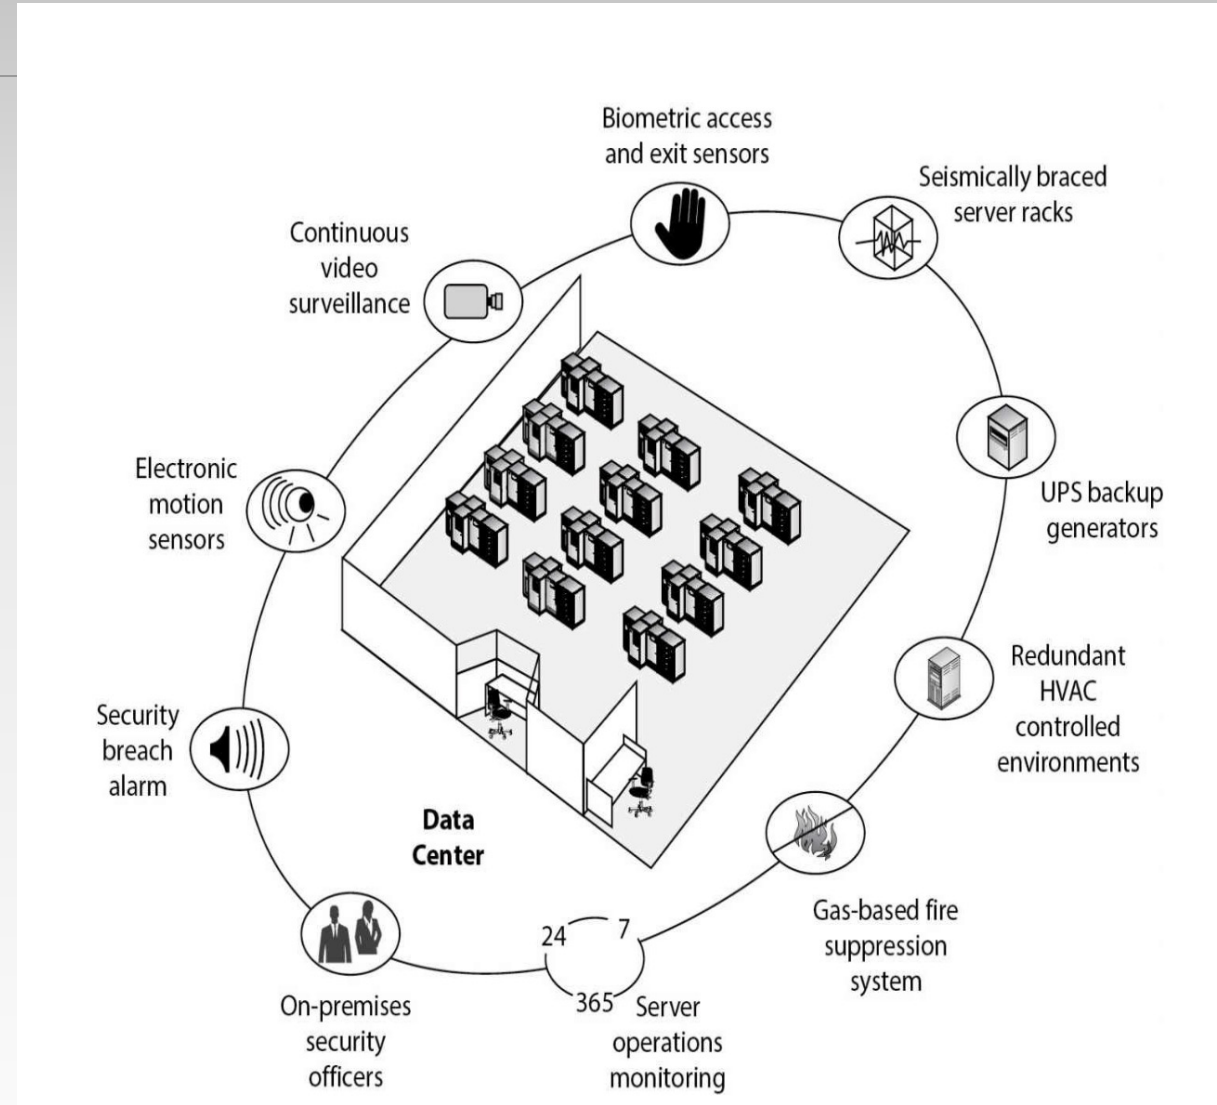 Biometric access
and exit sensors
Seismically braced
server racks
Continuous
video
surveillance
Electronic
motion
sensors
UPS backup
generators
Redundant
HVAC
controlled
environments
Security
breach
alarm
Data
Center
Gas-based fire
suppression
system
24
7
365
Server
operations
monitoring
On-premises
security
officers